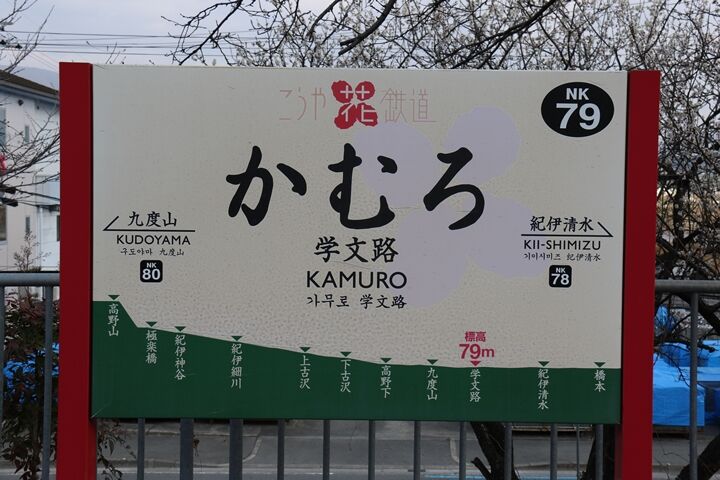 こうや花鉄道
NK
79
かむろ
学文路
KAMURO
가무로 学文路
九度山
KUDOYAMA
구도야마 九度山
NK
80
紀伊清水
KII-SHIMIZU
기이시미즈 紀伊清水
NK
78
標高
79m
高野山
極楽橋
紀伊神谷
紀伊細川
上古沢
下古沢
高野下
九度山
学文路
紀伊清水
橋本